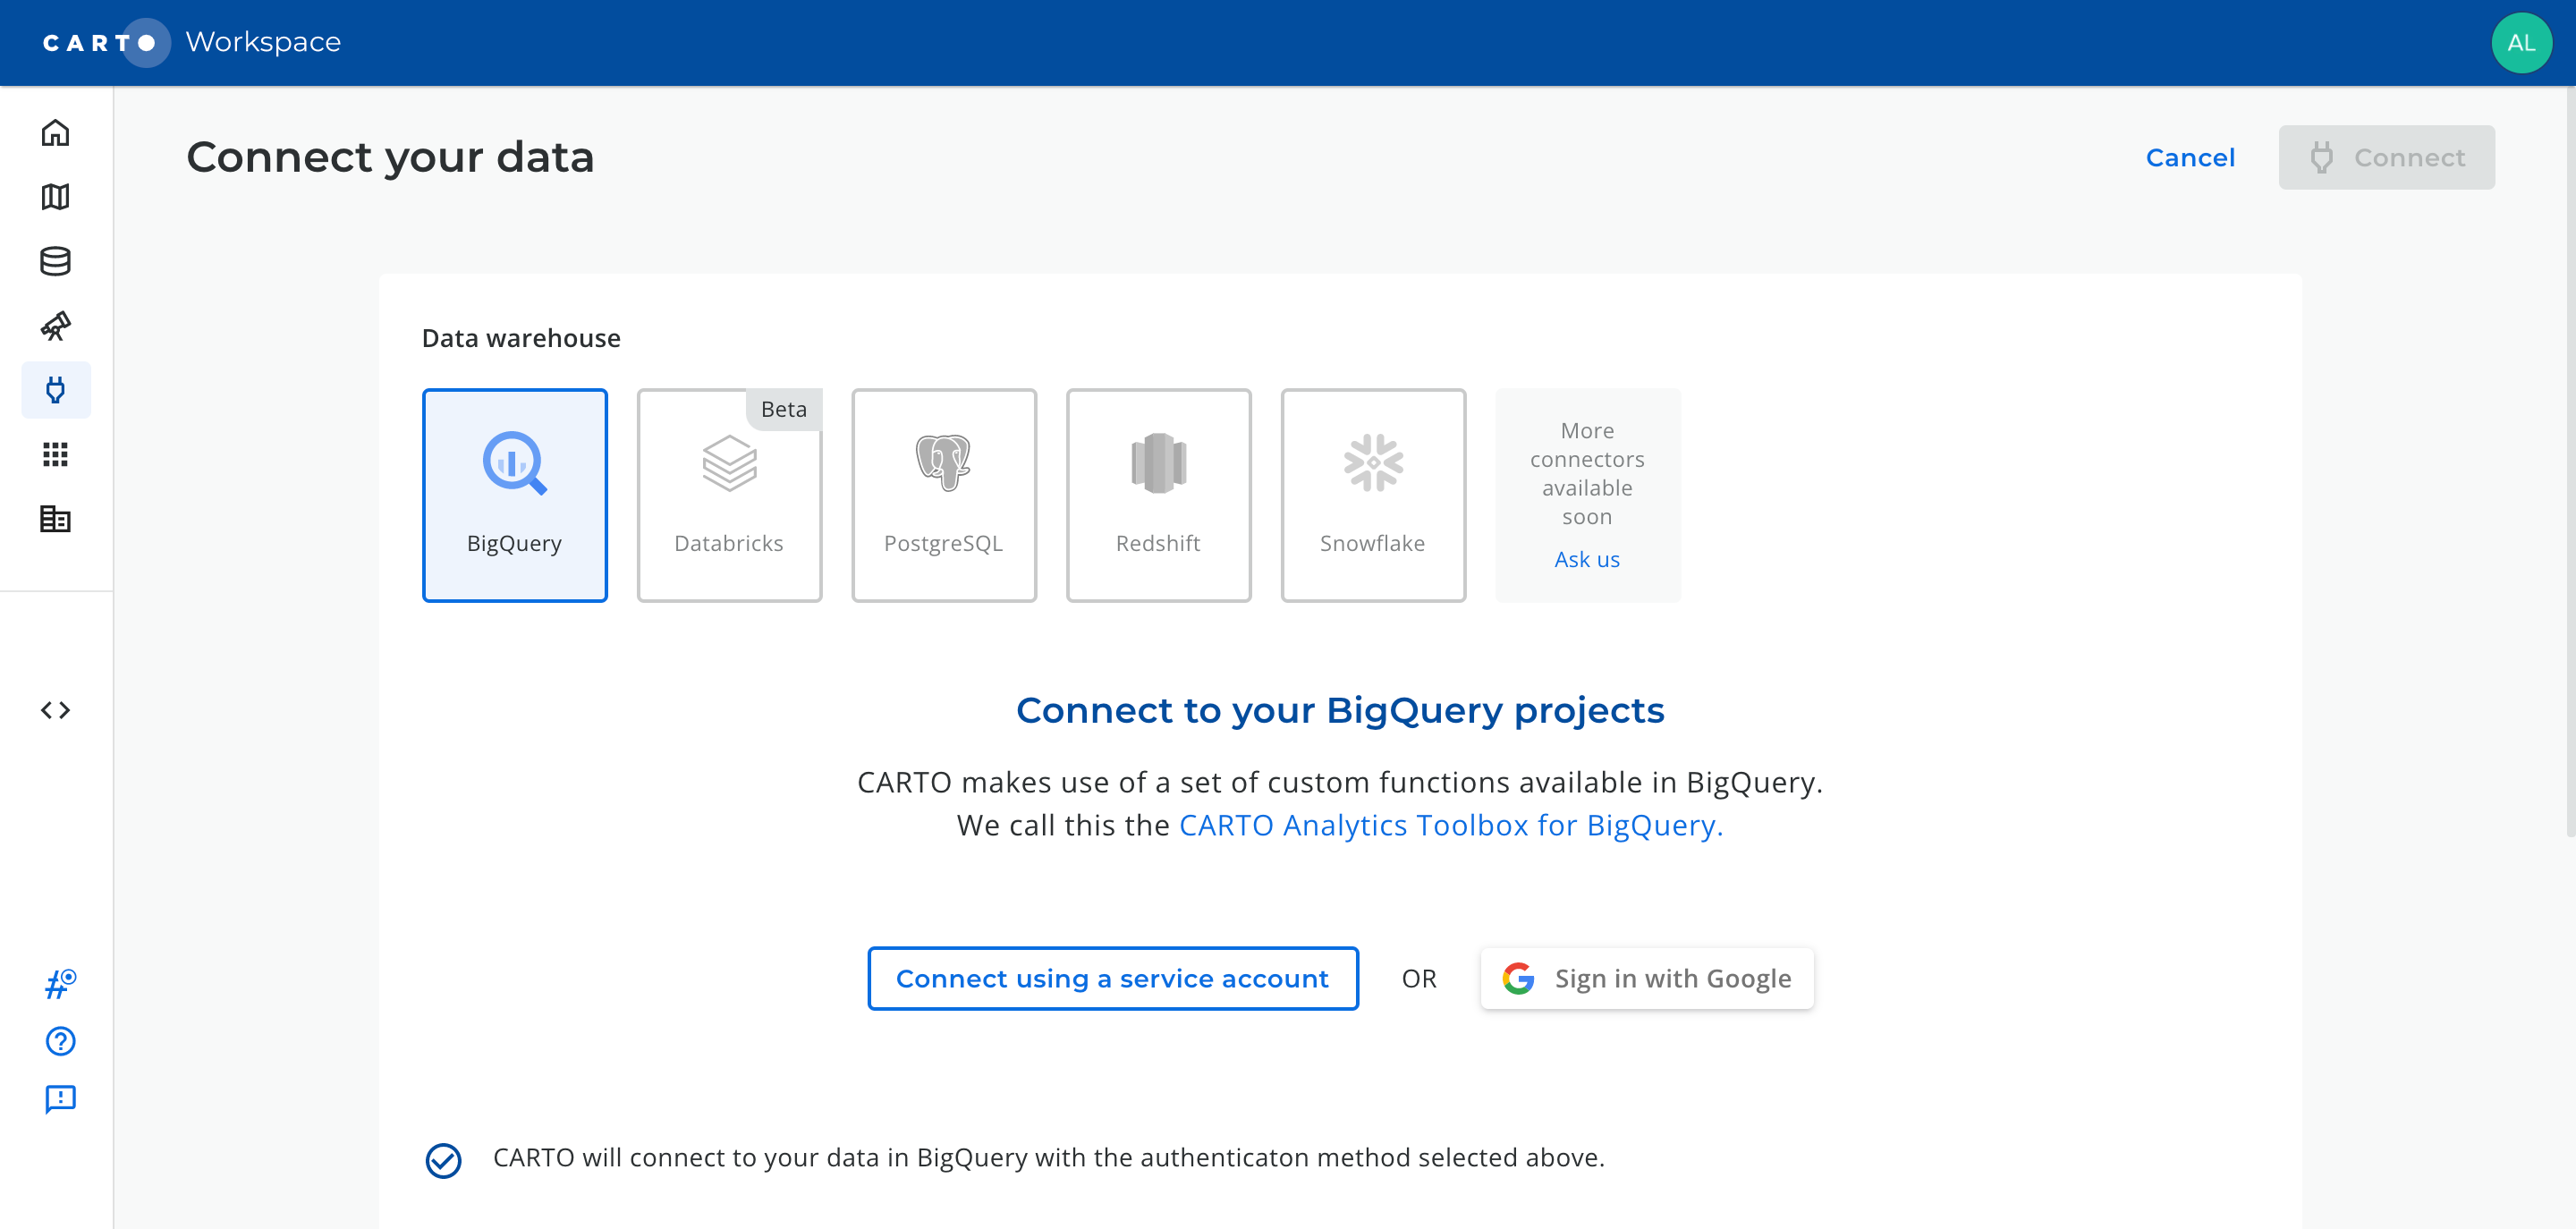 CARTO Workspace
AL
Connect your data
Cancel
Connect
Data warehouse
BigQuery
Beta
Databricks
PostgreSQL
Redshift
Snowflake
More
connectors
available
soon
Ask us
Connect to your BigQuery projects
CARTO makes use of a set of custom functions available in BigQuery.
We call this the CARTO Analytics Toolbox for BigQuery.
Connect using a service account
OR
Sign in with Google
CARTO will connect to your data in BigQuery with the authenticaton method selected above.